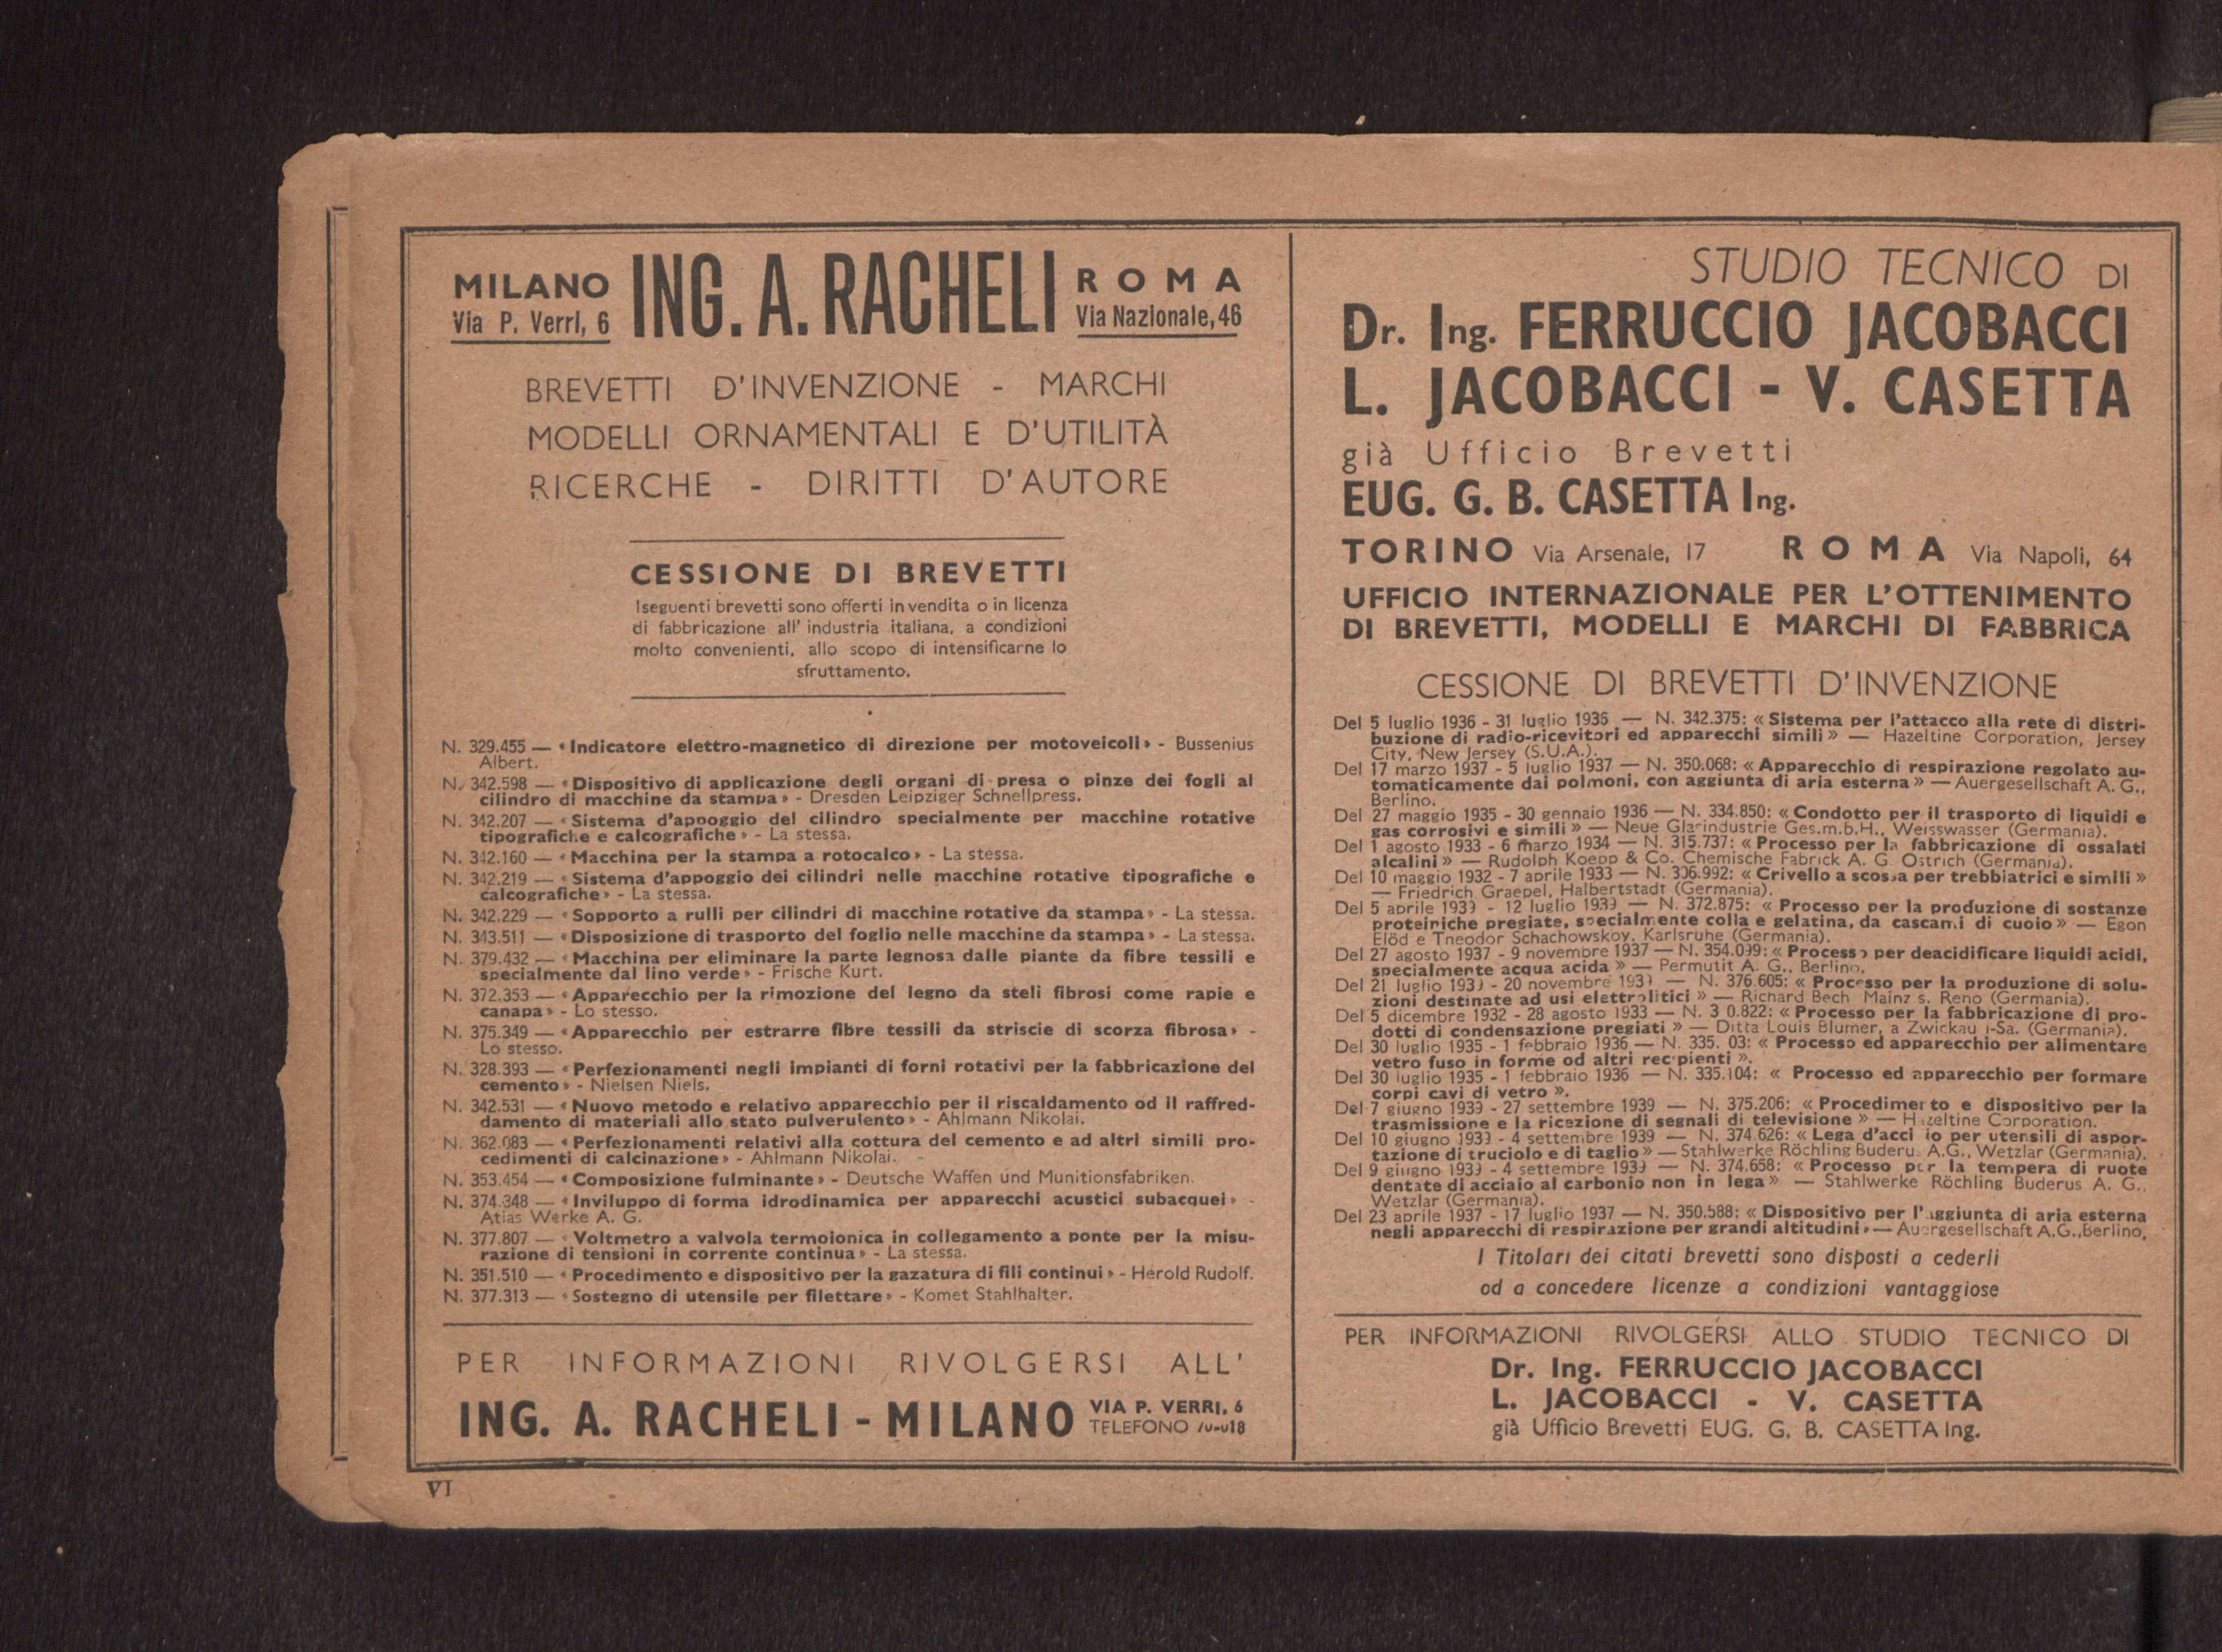 MILANO
Via P. Verri, 6
ING. A. RACHELI
ROMA
Via Nazionale, 46
BREVETTI D'INVENZIONE - MARCHI
MODELLI ORNAMENTALI E D'UTILITÀ
RICERCHE - DIRITTI D'AUTORE
CESSIONE DI BREVETTI
I seguenti brevetti sono offerti in vendita o in licenza
di fabbricazione all' industria italiana, a condizioni
molto convenienti, allo scopo di intensificarne lo
sfruttamento.
N. 329.455 — « Indicatore elettro-magnetico di direzione per motoveicoli » - Bussenius
Albert.
N. 342.598 — « Dispositivo di applicazione degli organi di presa o pinze dei fogli al
cilindro di macchine da stampa » - Dresden Leipziger Schnellpress.
N. 342.207 — « Sistema d'appoggio del cilindro specialmente per macchine rotative
tipografiche e calcografiche » - La stessa.
N. 342.160 — « Macchina per la stampa a rotocalco » - La stessa.
N. 342.219 — « Sistema d'appoggio dei cilindri nelle macchine rotative tipografiche e
calcografiche » - La stessa.
N. 342.229 — « Sopporto a rulli per cilindri di macchine rotative da stampa » - La stessa.
N. 343.511 — « Disposizione di trasporto del foglio nelle macchine da stampa » - La stessa.
N. 379.432 — « Macchina per eliminare la parte legnosa dalle piante da fibre tessili e
specialmente dal lino verde » - Frische Kurt.
N. 372.353 — « Apparecchio per la rimozione del legno da steli fibrosi come rapie e
canapa » - Lo stesso.
N. 375.349 — « Apparecchio per estrarre fibre tessili da striscie di scorza fibrosa » -
Lo stesso.
N. 328.393 — « Perfezionamenti negli impianti di forni rotativi per la fabbricazione del
cemento » - Nielsen Niels.
N. 342.531 — « Nuovo metodo e relativo apparecchio per il riscaldamento od il raffred-
damento di materiali allo stato pulverulento » - Ahlmann Nikolai.
N. 362.083 — « Perfezionamenti relativi alla cottura del cemento e ad altri simili pro-
cedimenti di calcinazione » - Ahlmann Nikolai. -
N. 353.454 — « Composizione fulminante » - Deutsche Waffen und Munitionsfabriken.
N. 374.348 — « Inviluppo di forma idrodinamica per apparecchi acustici subacquei » -
Atlas Werke A. G.
N. 377.807 — « Voltmetro a valvola termoionica in collegamento a ponte per la misu-
razione di tensioni in corrente continua » - La stessa.
N. 351.510 — « Procedimento e dispositivo per la gazatura di fili continui » - Herold Rudolf.
N. 377.313 — « Sostegno di utensile per filettare » - Komet Stahlhalter.
PER INFORMAZIONI RIVOLGERSI ALL'
ING. A. RACHELI - MILANO
VIA P. VERRI, 6
TELEFONO
VI
STUDIO TECNICO DI
Dr. Ing. FERRUCCIO JACOBACCI
L. JACOBACCI - V. CASETTA
già Ufficio Brevetti
EUG. G. B. CASETTA Ing.
TORINO Via Arsenale, 17 ROMA Via Napoli, 64
UFFICIO INTERNAZIONALE PER L'OTTENIMENTO
DI BREVETTI, MODELLI E MARCHI DI FABBRICA
CESSIONE DI BREVETTI D'INVENZIONE
Del 5 luglio 1936 - 31 luglio 1936 — N. 342.375: « Sistema per l'attacco alla rete di distri-
buzione di radio-ricevitori ed apparecchi simili » — Hazeltine Corporation, Jersey
City, New Jersey (S.U.A.).
Del 17 marzo 1937 - 5 luglio 1937 — N. 350.068: « Apparecchio di respirazione regolato au-
tomaticamente dai polmoni, con aggiunta di aria esterna » — Auergesellschaft A. G.,
Berlino.
Del 27 maggio 1935 - 30 gennaio 1936 — N. 334.850: « Condotto per il trasporto di liquidi e
gas corrosivi e simili » — Neue Glasindustrie Ges.m.b.H., Weisswasser (Germania).
Del 1 agosto 1933 - 6 marzo 1934 — N. 315.737: « Processo per la fabbricazione di ossalati
alcalini » — Rudolph Koepp & Co. Chemische Fabrick A. G. Ostrich (Germania).
Del 10 maggio 1932 - 7 aprile 1933 — N. 306.992: « Crivello a scossa per trebbiatrici e simili »
— Friedrich Graepel, Halbertstadt (Germania).
Del 5 aprile 1939 - 12 luglio 1939 — N. 372.875: « Processo per la produzione di sostanze
proteiniche pregiate, specialmente colla e gelatina, da cascami di cuoio » — Egon
Elöd e Theodor Schachowskoy, Karlsruhe (Germania).
Del 27 agosto 1937 - 9 novembre 1937 — N. 354.099: « Processo per deacidificare liquidi acidi,
specialmente acqua acida » — Permutit A. G., Berlino.
Del 21 luglio 1939 - 20 novembre 1939 — N. 376.605: « Processo per la produzione di solu-
zioni destinate ad usi elettrolitici » — Richard Bech Mainz s. Reno (Germania).
Del 5 dicembre 1932 - 28 agosto 1933 — N. 3 0.822: « Processo per la fabbricazione di pro-
dotti di condensazione pregiati » — Ditta Louis Blumer, a Zwickau i-Sa. (Germania).
Del 30 luglio 1935 - 1 febbraio 1936 — N. 335. 03: « Processo ed apparecchio per alimentare
vetro fuso in forme od altri recipienti ».
Del 30 luglio 1935 - 1 febbraio 1936 — N. 335.104: « Processo ed apparecchio per formare
corpi cavi di vetro ».
Del 7 giugno 1939 - 27 settembre 1939 — N. 375.206: « Procedimento e dispositivo per la
trasmissione e la ricezione di segnali di televisione » — Hazeltine Corporation.
Del 10 giugno 1939 - 4 settembre 1939 — N. 374.626: « Lega d'acciaio per utensili di aspor-
tazione di truciolo e di taglio » — Stahlwerke Röchling Buderus A.G., Wetzlar (Germania).
Del 9 giugno 1939 - 4 settembre 1939 — N. 374.658: « Processo per la tempera di ruote
dentate di acciaio al carbonio non in lega » — Stahlwerke Röchling Buderus A. G.,
Wetzlar (Germania).
Del 23 aprile 1937 - 17 luglio 1937 — N. 350.588: « Dispositivo per l'aggiunta di aria esterna
negli apparecchi di respirazione per grandi altitudini » — Auergesellschaft A.G., Berlino,
I Titolari dei citati brevetti sono disposti a cederli
od a concedere licenze a condizioni vantaggiose
PER INFORMAZIONI RIVOLGERSI ALLO STUDIO TECNICO DI
Dr. Ing. FERRUCCIO JACOBACCI
L. JACOBACCI - V. CASETTA
già Ufficio Brevetti EUG. G. B. CASETTA Ing.